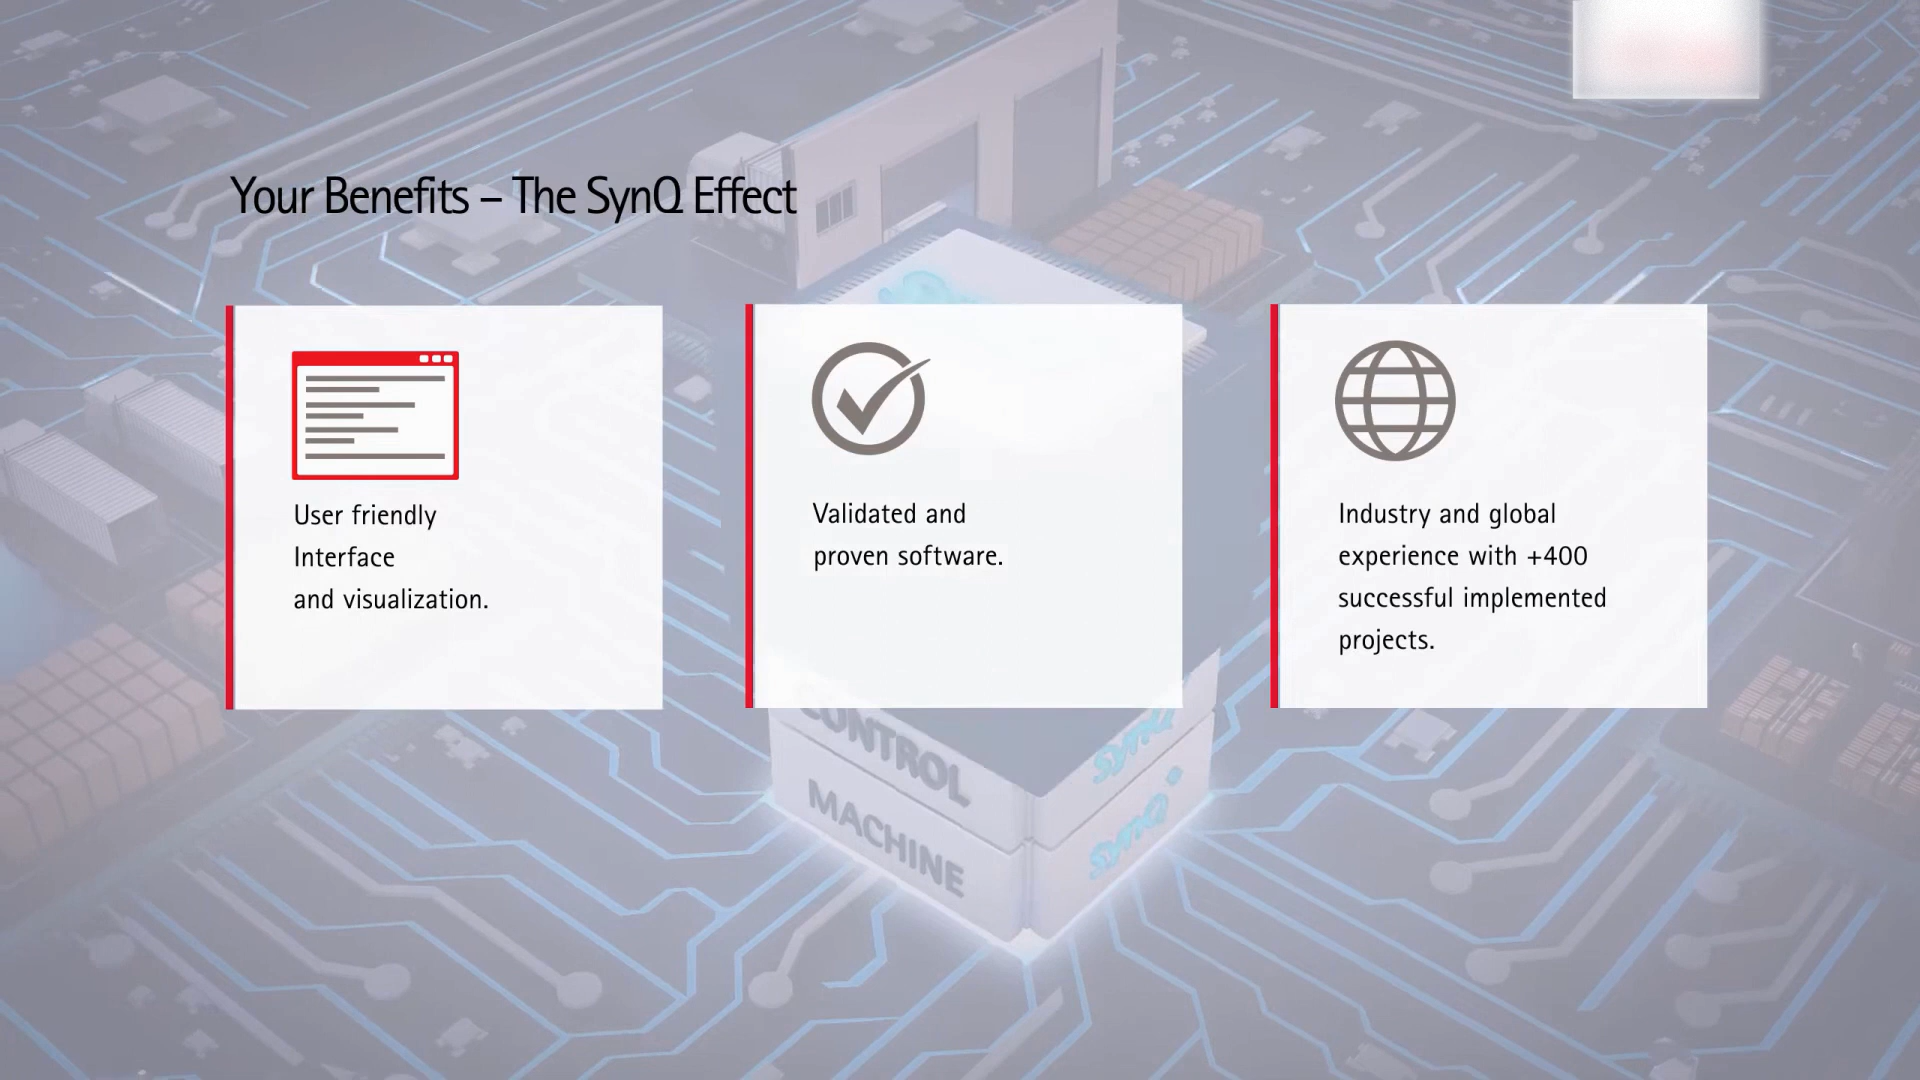 Your Benefits – The SynQ Effect
User friendly
Interface
and visualization.
Validated and
proven software.
Industry and global
experience with +400
successful implemented
projects.
CONTROL
SYNQ
MACHINE
SYNQ